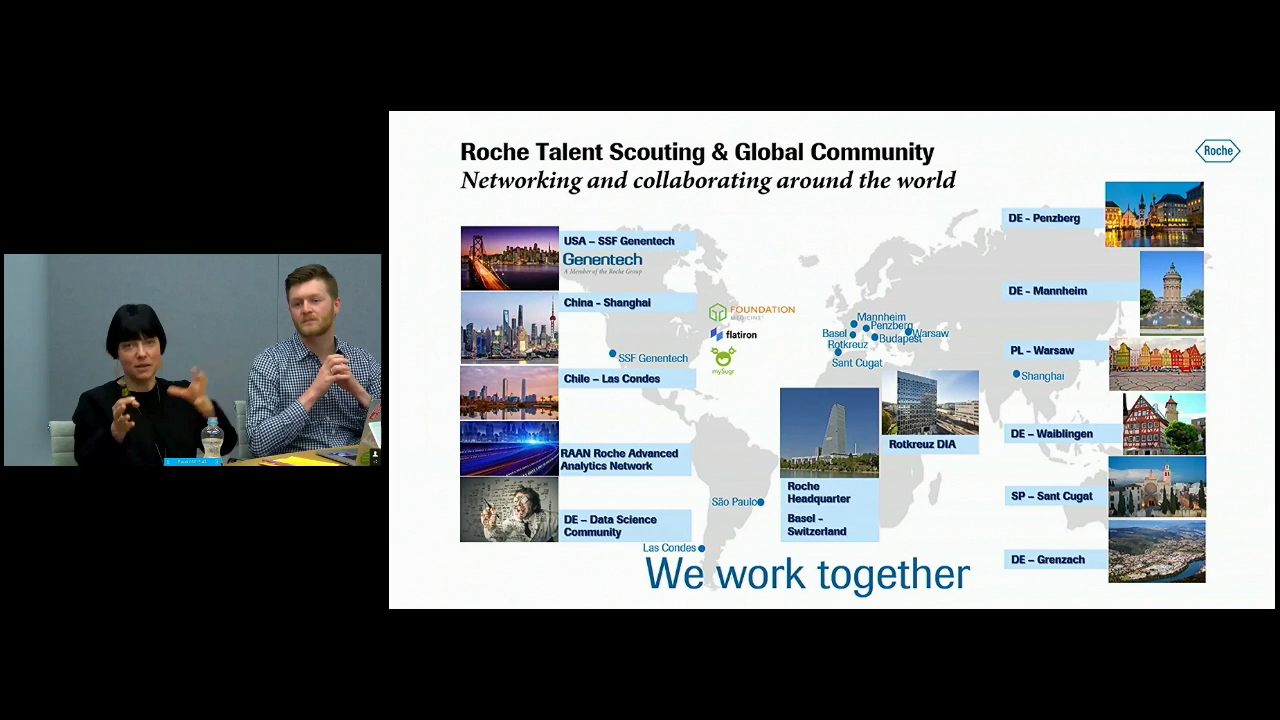 Roche Talent Scouting & Global Community
Networking and collaborating around the world
Roche
USA – SSF Genentech
Genentech
A Member of the Roche Group
China - Shanghai
Chile – Las Condes
RAAN Roche Advanced
Analytics Network
DE – Data Science
Community
FOUNDATION
MEDICINE
flatiron
mySugr
SSF Genentech
Mannheim
Penzberg
Basel
Warsaw
Budapest
Rotkreuz
Sant Cugat
Shanghai
São Paulo
Las Condes
Rotkreuz DIA
Roche
Headquarter
Basel -
Switzerland
DE - Penzberg
DE - Mannheim
PL - Warsaw
DE – Waiblingen
SP – Sant Cugat
DE – Grenzach
We work together